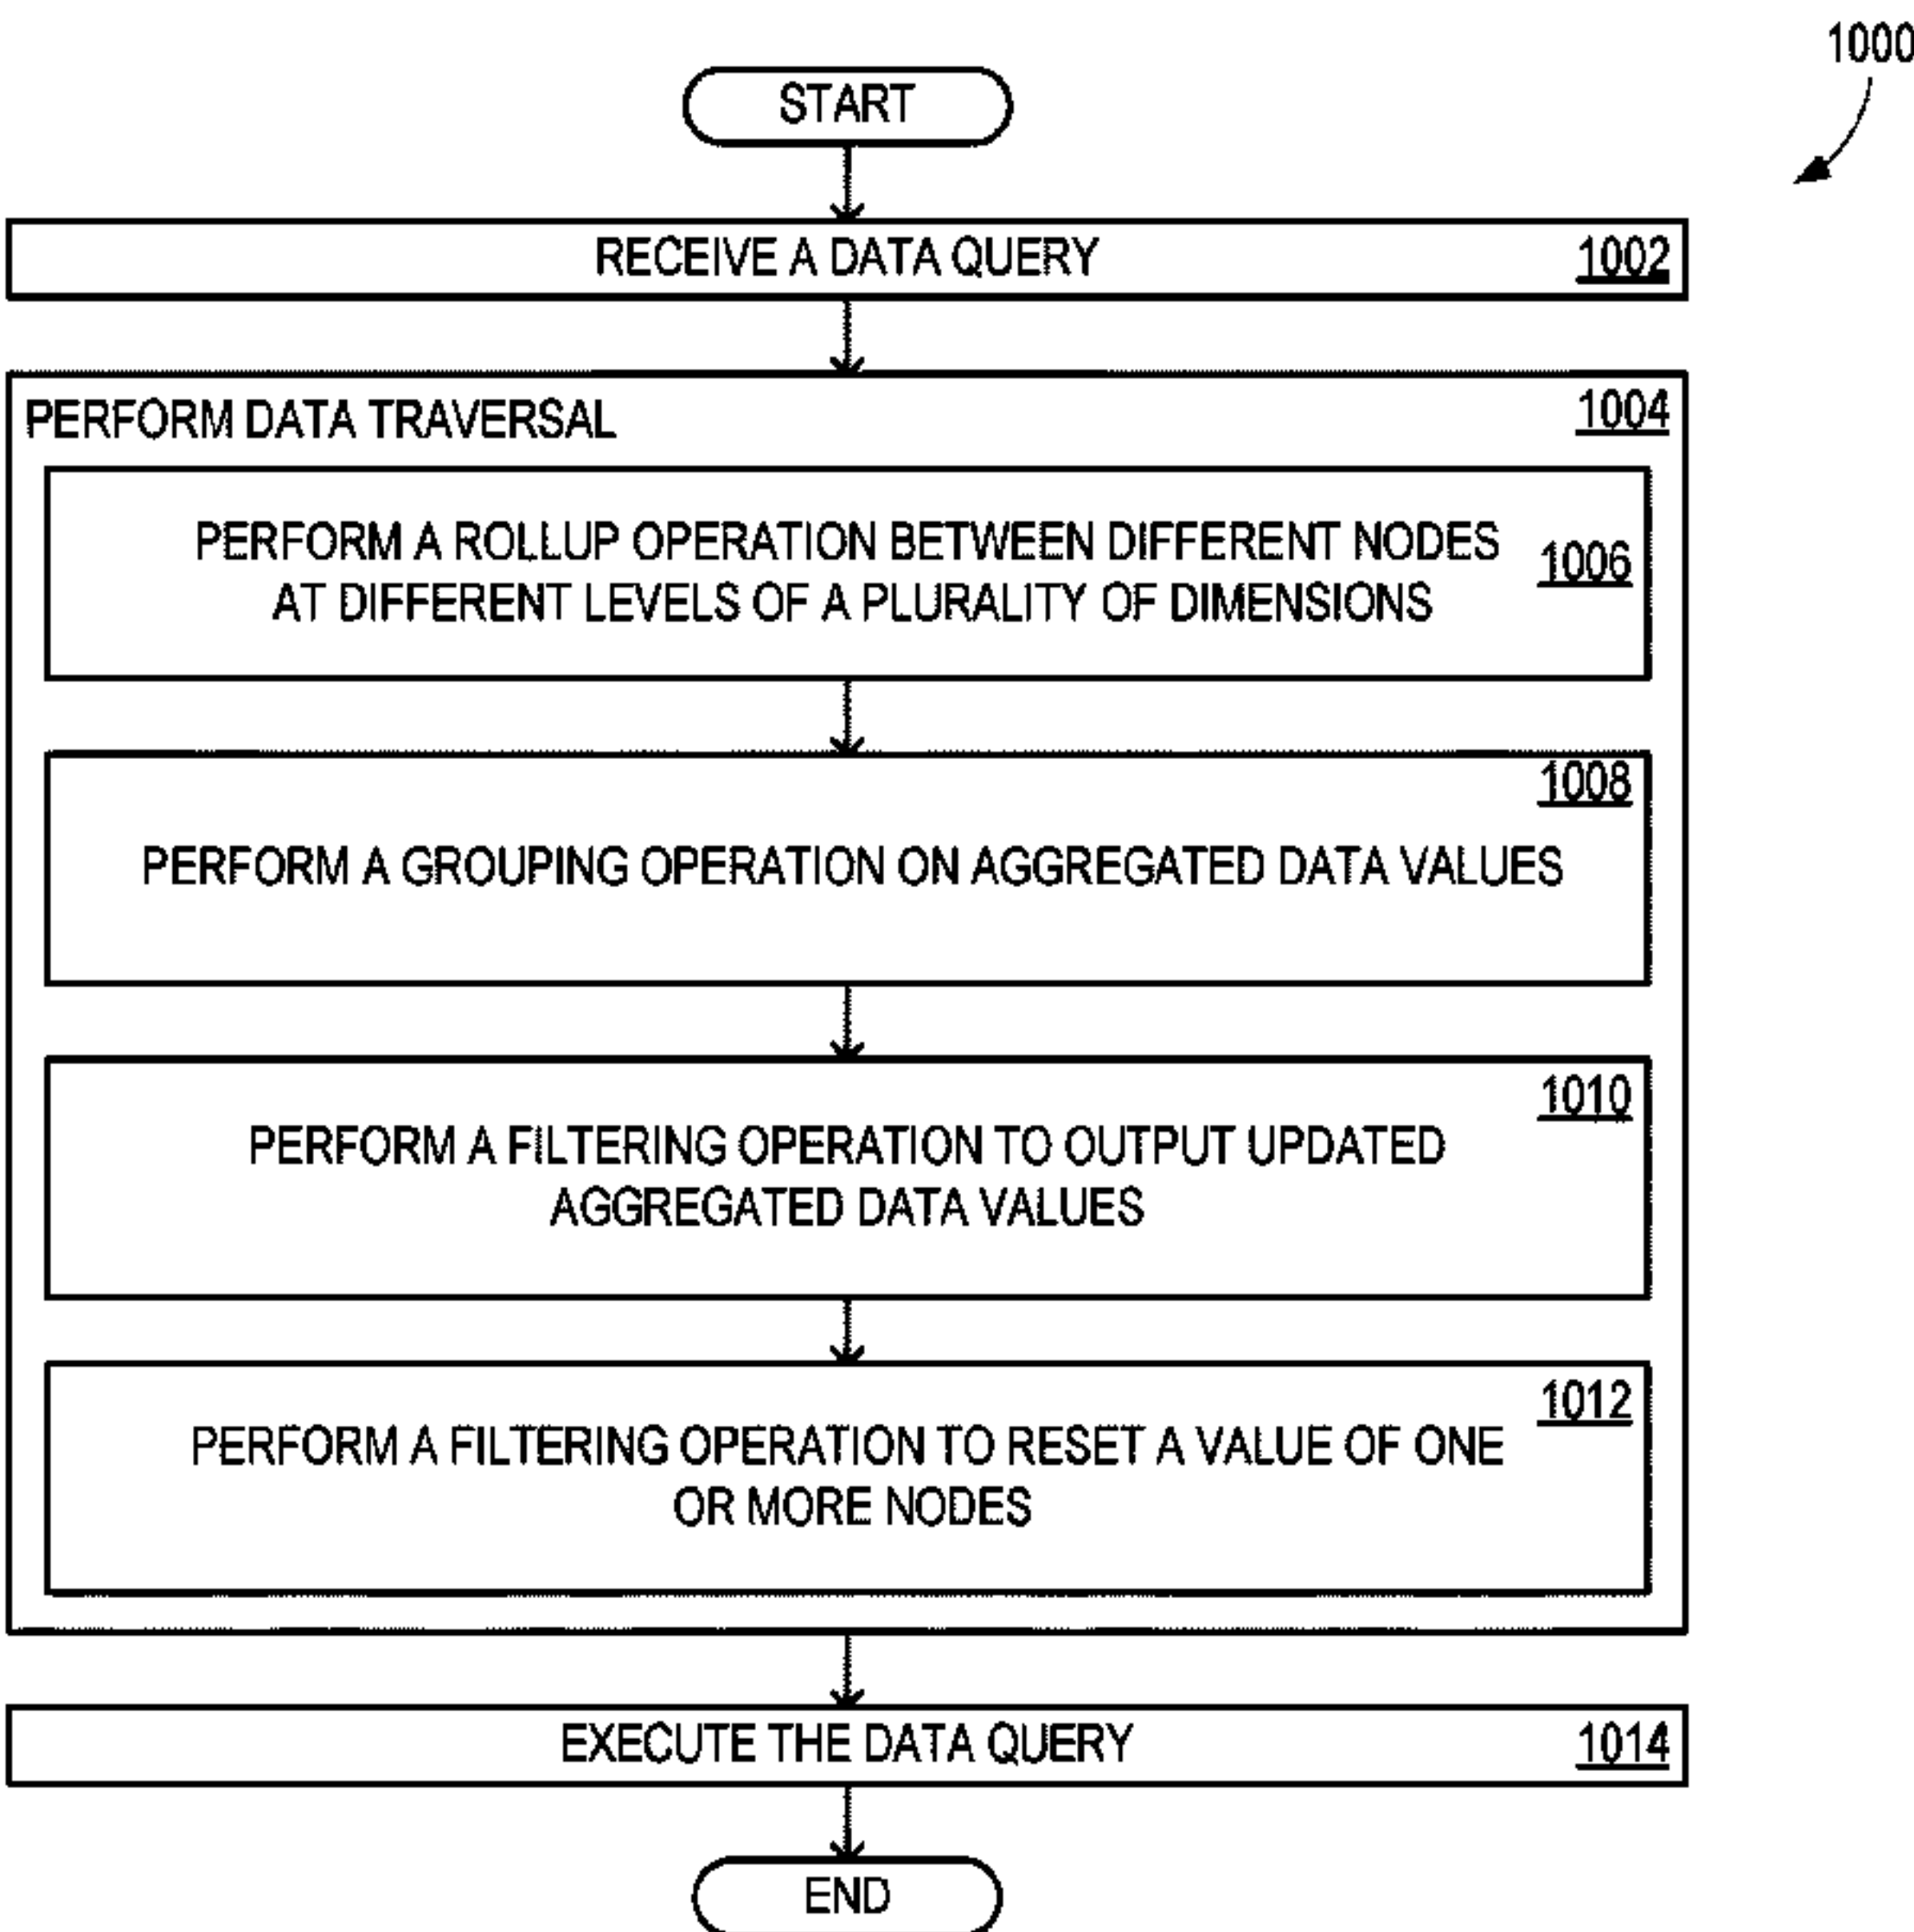 1000
START
RECEIVE A DATA QUERY 1002
PERFORM DATA TRAVERSAL 1004
PERFORM A ROLLUP OPERATION BETWEEN DIFFERENT NODES
AT DIFFERENT LEVELS OF A PLURALITY OF DIMENSIONS
1006
1008
PERFORM A GROUPING OPERATION ON AGGREGATED DATA VALUES
1010
PERFORM A FILTERING OPERATION TO OUTPUT UPDATED
AGGREGATED DATA VALUES
1012
PERFORM A FILTERING OPERATION TO RESET A VALUE OF ONE
OR MORE NODES
EXECUTE THE DATA QUERY 1014
END